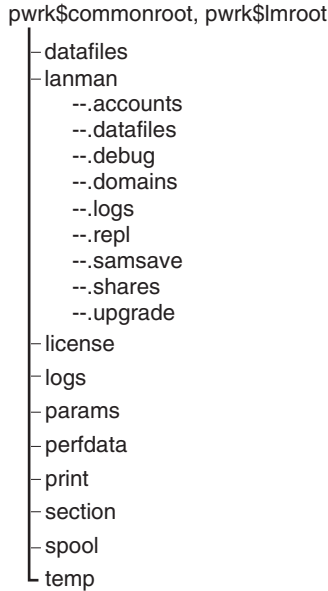 pwrk$commonroot, pwrk$lmroot
datafiles
lanman
--.accounts
--.datafiles
--.debug
--.domains
--.logs
--.repl
--.samsave
--.shares
--.upgrade
license
logs
params
perfdata
print
section
spool
temp